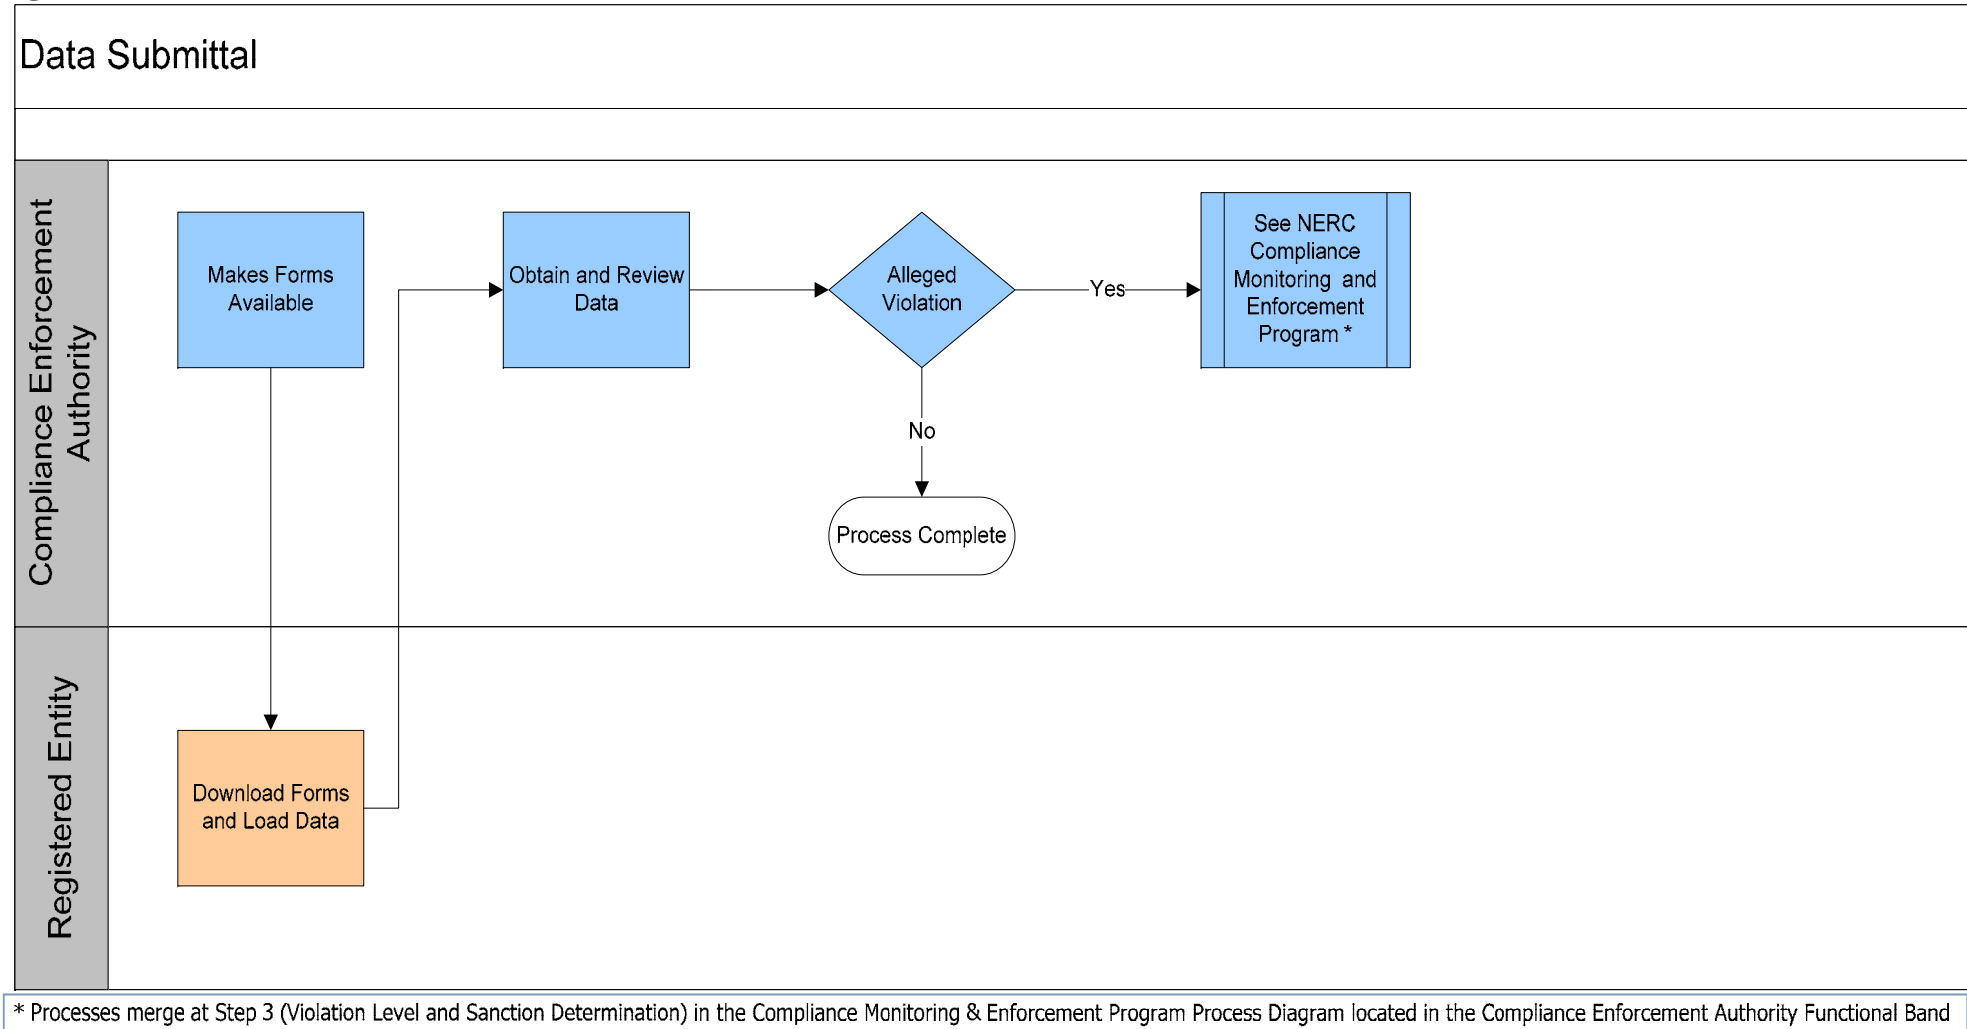 Data Submittal
Compliance Enforcement
Authority
Makes Forms
Available
Obtain and Review
Data
Alleged
Violation
Yes
See NERC
Compliance
Monitoring and
Enforcement
Program *
No
Process Complete
Registered Entity
Download Forms
and Load Data
* Processes merge at Step 3 (Violation Level and Sanction Determination) in the Compliance Monitoring & Enforcement Program Process Diagram located in the Compliance Enforcement Authority Functional Band